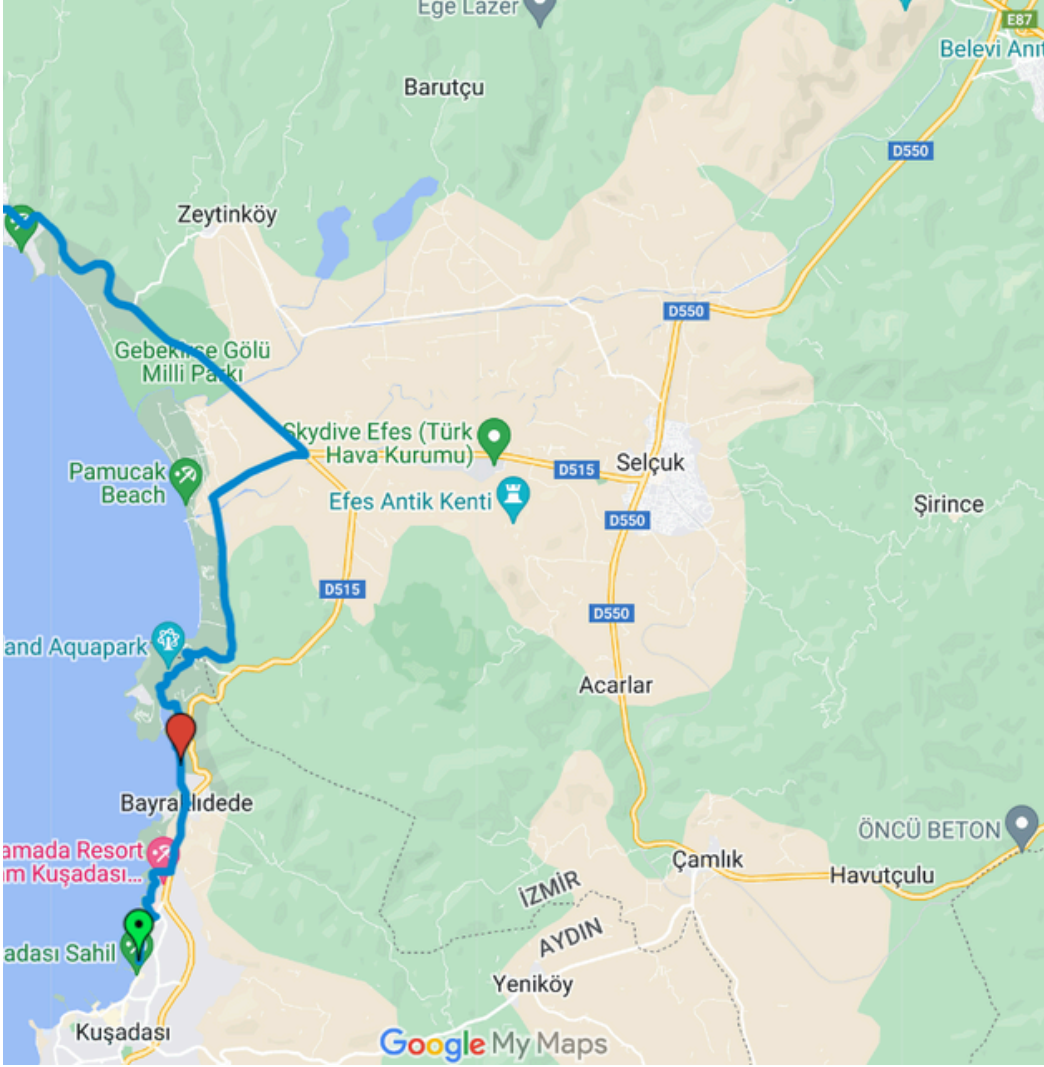 Ege Lazer
E87
Belevi Anıt
Barutçu
D550
Zeytinköy
D550
Gebekirse Gölü
Milli Parkı
Skydive Efes (Türk
Hava Kurumu)
D515
Selçuk
Pamucak
Beach
Efes Antik Kenti
Şirince
D550
D515
D550
and Aquapark
Acarlar
Bayraklıdede
ÖNCÜ BETON
amada Resort
am Kuşadası...
Çamlık
Havutçulu
İZMİR
AYDIN
adası Sahil
Yeniköy
Kuşadası
Google My Maps